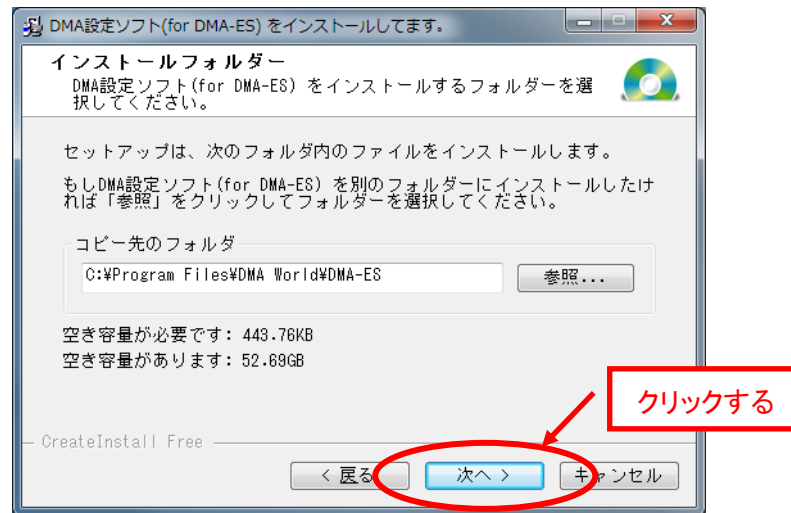 DMA設定ソフト(for DMA-ES) をインストールしてます。
インストールフォルダー
DMA設定ソフト(for DMA-ES) をインストールするフォルダーを選
択してください。
セットアップは、次のフォルダ内のファイルをインストールします。
もしDMA設定ソフト(for DMA-ES) を別のフォルダーにインストールしたけ
れば「参照」をクリックしてフォルダーを選択してください。
コピー先のフォルダ
C:¥Program Files¥DMA World¥DMA-ES
参照...
空き容量が必要です: 443.76KB
空き容量があります: 52.69GB
クリックする
CreateInstall Free
< 戻る
次へ >
キャンセル